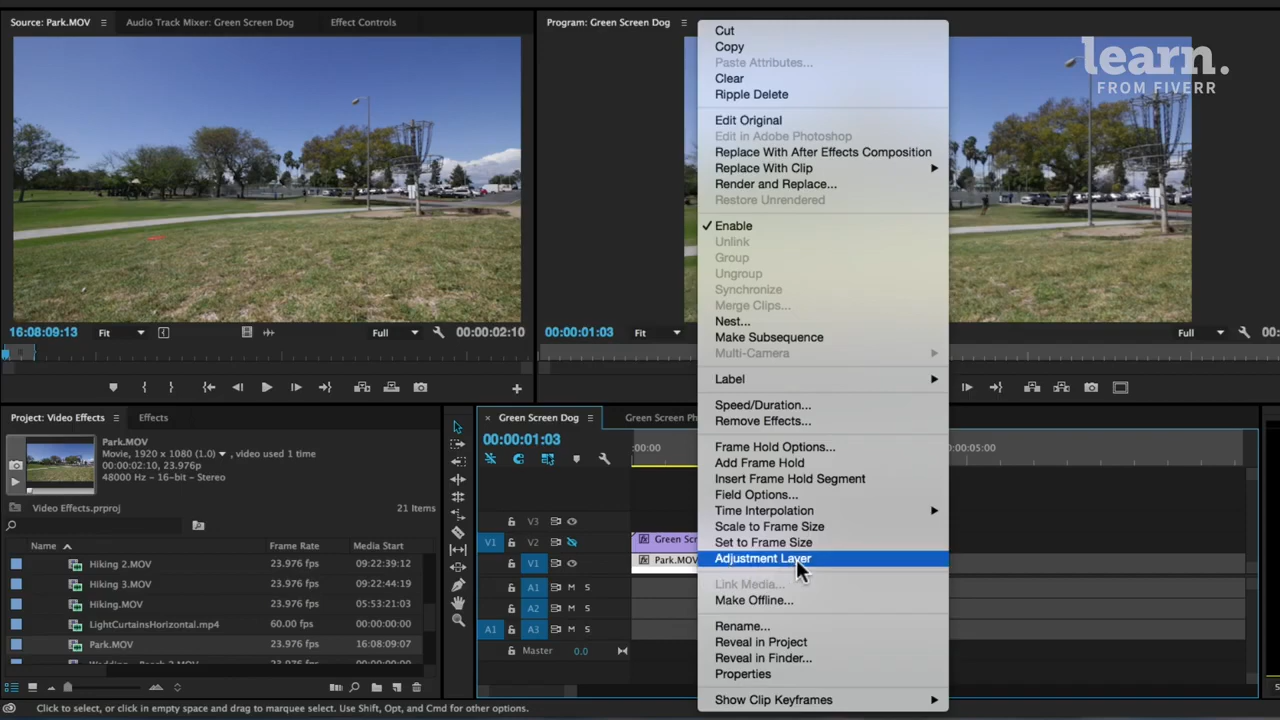 Source: Park.MOV
Audio Track Mixer: Green Screen Dog
Effect Controls
Program: Green Screen Dog
learn.
FROM FIVERR
Cut
Copy
Paste Attributes...
Clear
Ripple Delete
Edit Original
Edit in Adobe Photoshop
Replace With After Effects Composition
Replace With Clip
Render and Replace...
Restore Unrendered
Enable
Unlink
Group
Ungroup
Synchronize
Merge Clips...
Nest...
Make Subsequence
Multi-Camera
Label
Speed/Duration...
Remove Effects...
Frame Hold Options...
Add Frame Hold
Insert Frame Hold Segment
Field Options...
Time Interpolation
Scale to Frame Size
Set to Frame Size
Adjustment Layer
Link Media...
Make Offline...
Rename...
Reveal in Project
Reveal in Finder...
Properties
Show Clip Keyframes
16:08:09:13
Fit
Full
00:00:02:10
00:00:01:03
Fit
Full
00:00
Project: Video Effects
Effects
Park.MOV
Movie, 1920 x 1080 (1.0)
, video used 1 time
00:00:02:10, 23.976p
48000 Hz - 16-bit - Stereo
Video Effects.prproj
21 Items
Name
Frame Rate
Media Start
Hiking 2.MOV
23.976 fps
09:22:39:12
Hiking 3.MOV
23.976 fps
09:22:44:19
Hiking.MOV
23.976 fps
05:53:21:03
LightCurtainsHorizontal.mp4
60.00 fps
00:00:00:00
Park.MOV
23.976 fps
16:08:09:07
Green Screen Dog
Green Screen Ph
00:00:01:03
:00:00
00:00:05:00
V3
V1
V2
Green Scr
V1
Park.MOV
A1
M
S
A2
M
S
A1
A3
M
S
Master
0.0
Click to select, or click in empty space and drag to marquee select. Use Shift, Opt, and Cmd for other options.